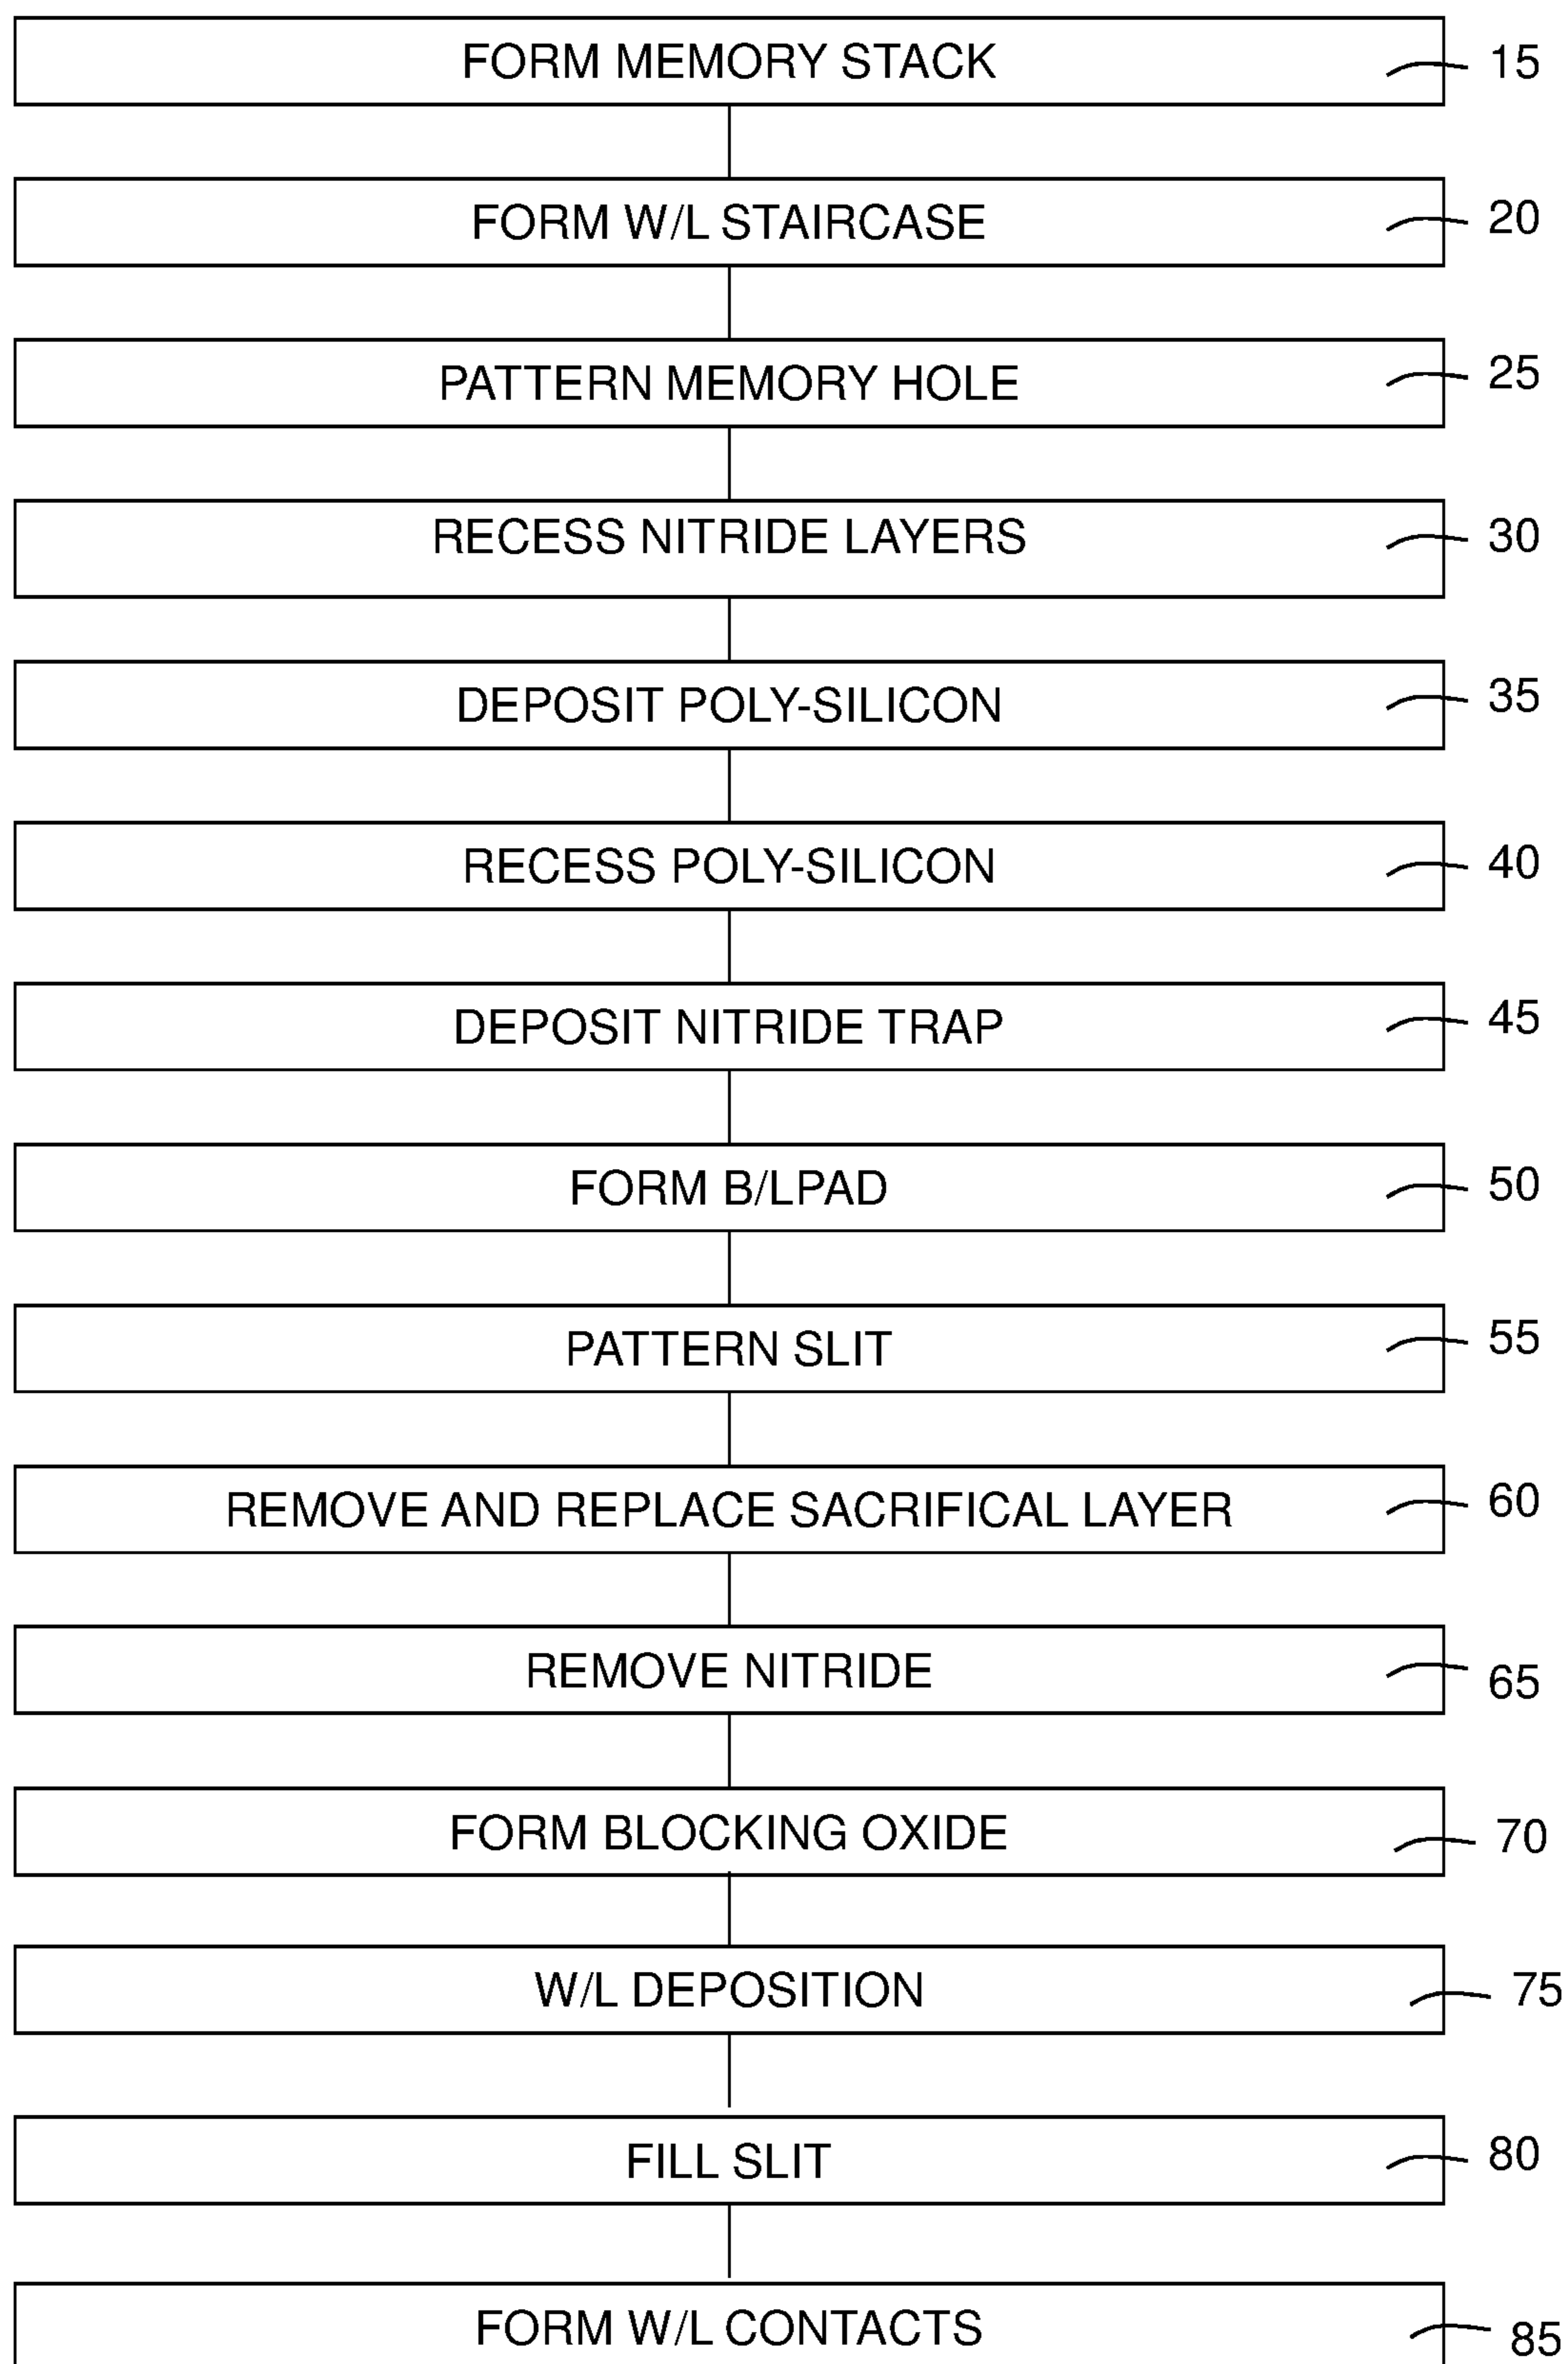 FORM MEMORY STACK 15
FORM W/L STAIRCASE 20
PATTERN MEMORY HOLE 25
RECESS NITRIDE LAYERS 30
DEPOSIT POLY-SILICON 35
RECESS POLY-SILICON 40
DEPOSIT NITRIDE TRAP 45
FORM B/LPAD 50
PATTERN SLIT 55
REMOVE AND REPLACE SACRIFICAL LAYER 60
REMOVE NITRIDE 65
FORM BLOCKING OXIDE 70
W/L DEPOSITION 75
FILL SLIT 80
FORM W/L CONTACTS 85